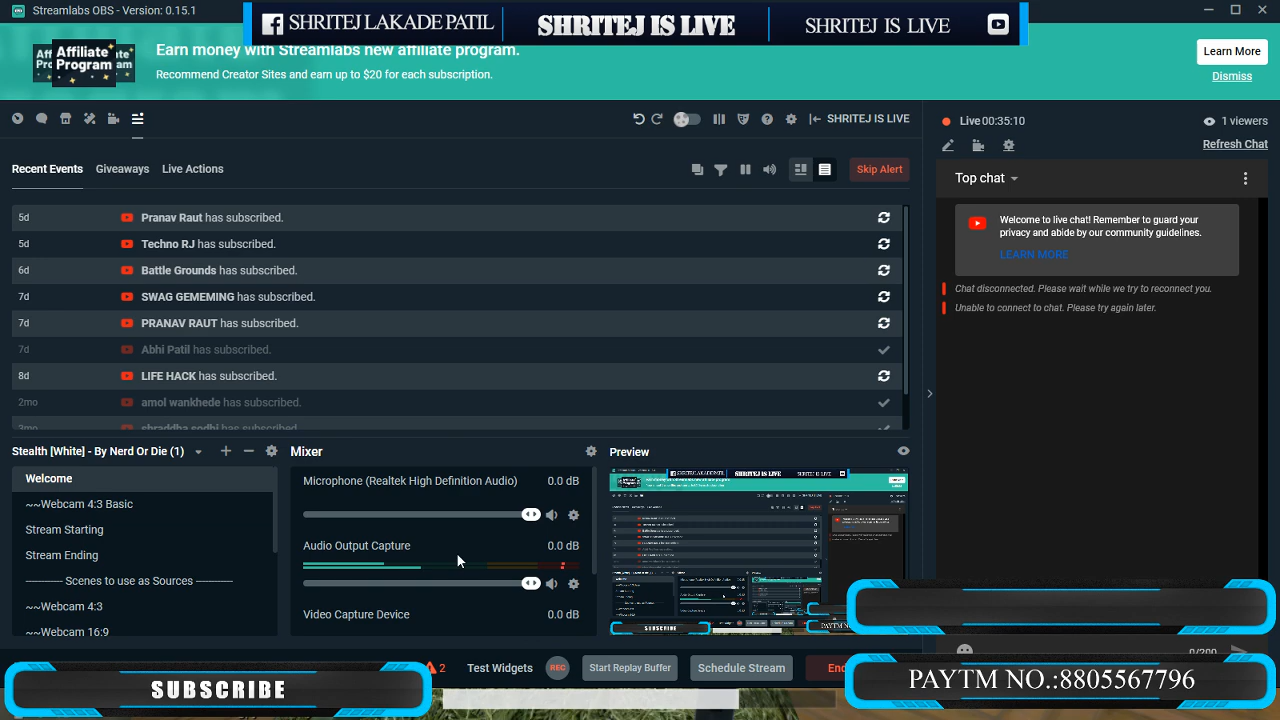 Streamlabs OBS - Version: 0.15.1
SHRITEJ LAKADE PATIL
SHRITEJ IS LIVE
SHRITEJ IS LIVE
Affiliate Program
Earn money with Streamlabs new affiliate program.
Recommend Creator Sites and earn up to $20 for each subscription.
Learn More
Dismiss
SHRITEJ IS LIVE
Recent Events Giveaways Live Actions
Skip Alert
5d Pranav Raut has subscribed.
5d Techno RJ has subscribed.
6d Battle Grounds has subscribed.
7d SWAG GEMEMING has subscribed.
7d PRANAV RAUT has subscribed.
7d Abhi Patil has subscribed.
8d LIFE HACK has subscribed.
2mo amol wankhede has subscribed.
3mo shraddha sodhi has subscribed.
Live 00:35:10
1 viewers
Refresh Chat
Top chat
Welcome to live chat! Remember to guard your
privacy and abide by our community guidelines.
LEARN MORE
Chat disconnected. Please wait while we try to reconnect you.
Unable to connect to chat. Please try again later.
Stealth [White] - By Nerd Or Die (1)
Welcome
~~Webcam 4:3 Basic
Stream Starting
Stream Ending
Scenes to use as Sources
~~Webcam 4:3
~~Webcam 16:9
Mixer
Microphone (Realtek High Definition Audio) 0.0 dB
Audio Output Capture 0.0 dB
Video Capture Device 0.0 dB
Preview
2
Test Widgets
REC
Start Replay Buffer
Schedule Stream
0/200
SUBSCRIBE
PAYTM NO.:8805567796